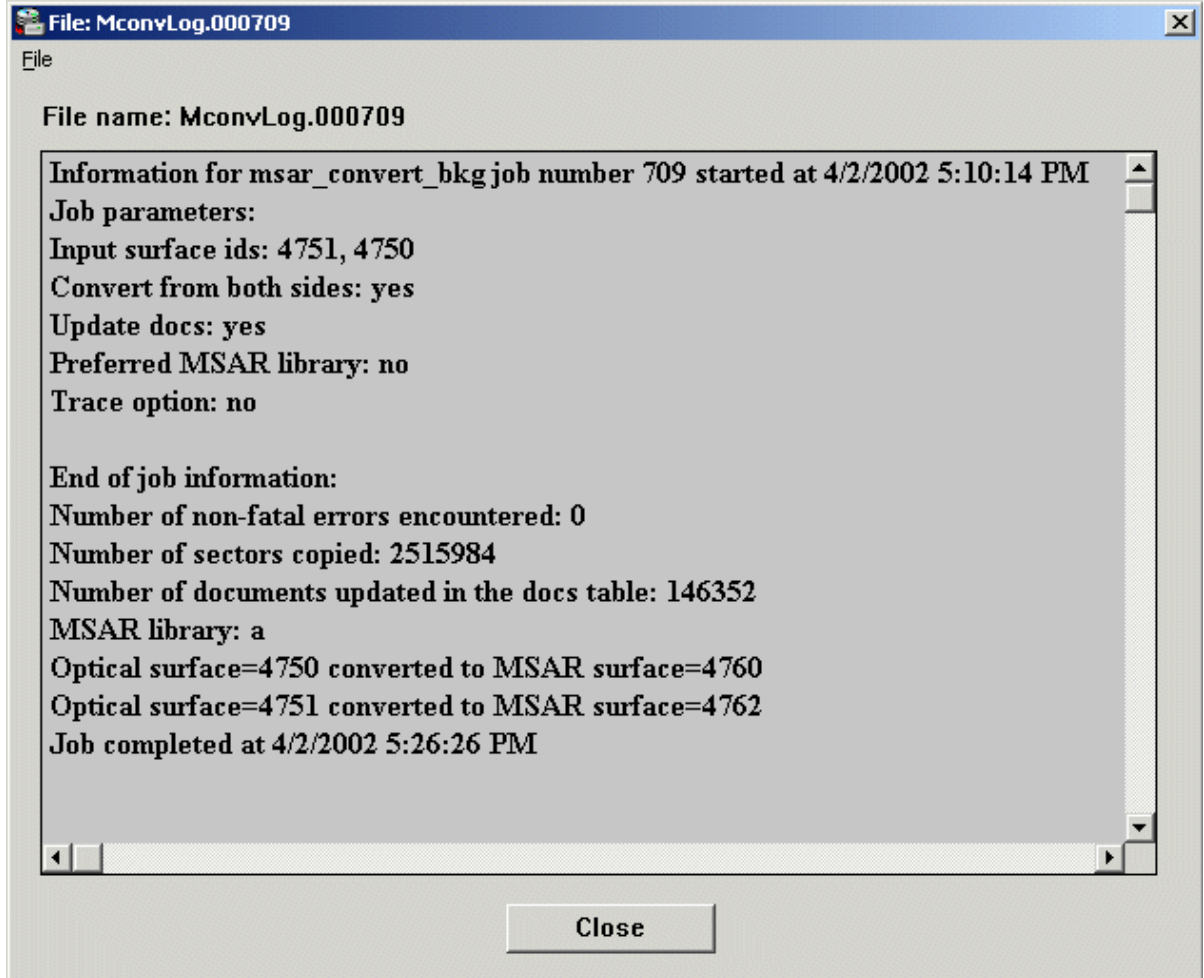 File: MconvLog.000709
File
File name: MconvLog.000709
Information for msar_convert_bkg job number 709 started at 4/2/2002 5:10:14 PM
Job parameters:
Input surface ids: 4751, 4750
Convert from both sides: yes
Update docs: yes
Preferred MSAR library: no
Trace option: no
End of job information:
Number of non-fatal errors encountered: 0
Number of sectors copied: 2515984
Number of documents updated in the docs table: 146352
MSAR library: a
Optical surface=4750 converted to MSAR surface=4760
Optical surface=4751 converted to MSAR surface=4762
Job completed at 4/2/2002 5:26:26 PM
Close